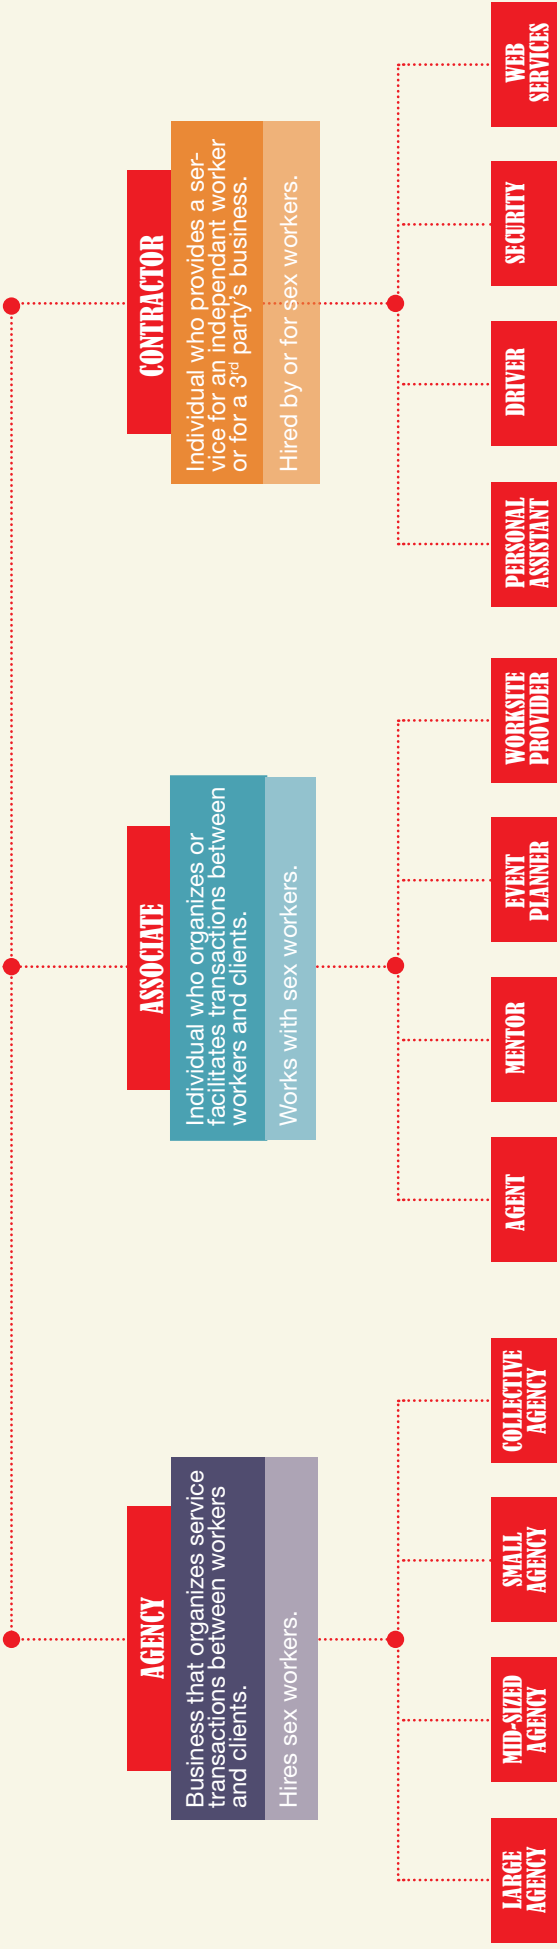 AGENCY
Business that organizes service
transactions between workers
and clients.
Hires sex workers.
LARGE
AGENCY
MID-SIZED
AGENCY
SMALL
AGENCY
COLLECTIVE
AGENCY
ASSOCIATE
Individual who organizes or
facilitates transactions between
workers and clients.
Works with sex workers.
AGENT
MENTOR
EVENT
PLANNER
WORKSITE
PROVIDER
CONTRACTOR
Individual who provides a ser-
vice for an independant worker
or for a 3rd party's business.
Hired by or for sex workers.
PERSONAL
ASSISTANT
DRIVER
SECURITY
WEB
SERVICES